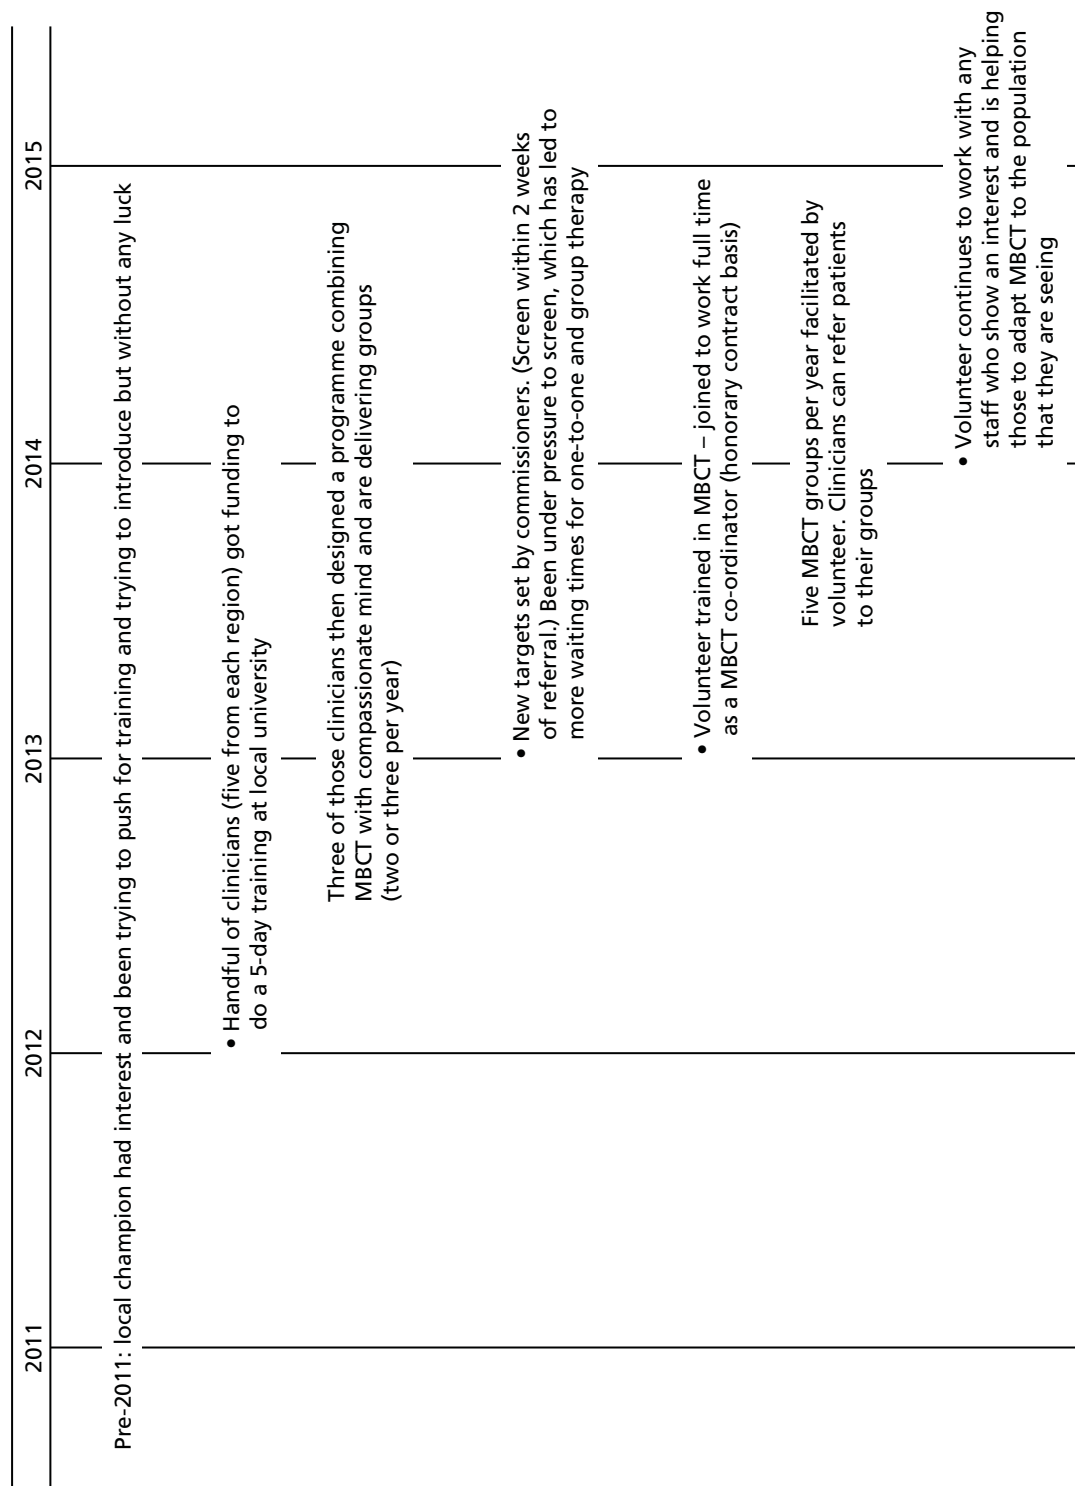 2011 2012 2013 2014 2015
Pre-2011: local champion had interest and been trying to push for training and trying to introduce but without any luck
• Handful of clinicians (five from each region) got funding to
do a 5-day training at local university
Three of those clinicians then designed a programme combining
MBCT with compassionate mind and are delivering groups
(two or three per year)
• New targets set by commissioners. (Screen within 2 weeks
of referral.) Been under pressure to screen, which has led to
more waiting times for one-to-one and group therapy
• Volunteer trained in MBCT – joined to work full time
as a MBCT co-ordinator (honorary contract basis)
Five MBCT groups per year facilitated by
volunteer. Clinicians can refer patients
to their groups
• Volunteer continues to work with any
staff who show an interest and is helping
those to adapt MBCT to the population
that they are seeing